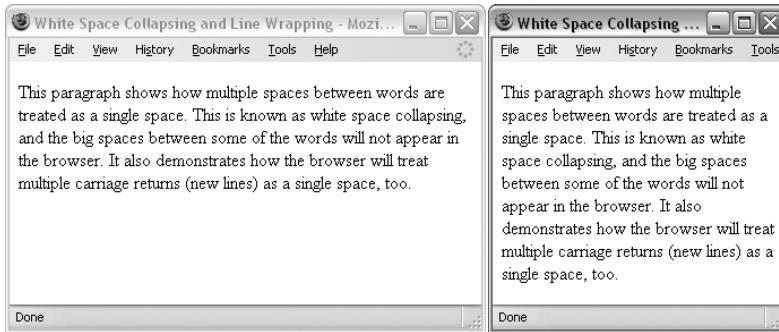 White Space Collapsing and Line Wrapping - Mozi...
File Edit View History Bookmarks Tools Help
This paragraph shows how multiple spaces between words are
treated as a single space. This is known as white space collapsing,
and the big spaces between some of the words will not appear in
the browser. It also demonstrates how the browser will treat
multiple carriage returns (new lines) as a single space, too.
Done
White Space Collapsing ...
File Edit View History Bookmarks Tools
This paragraph shows how multiple
spaces between words are treated as a
single space. This is known as white
space collapsing, and the big spaces
between some of the words will not
appear in the browser. It also
demonstrates how the browser will treat
multiple carriage returns (new lines) as a
single space, too.
Done